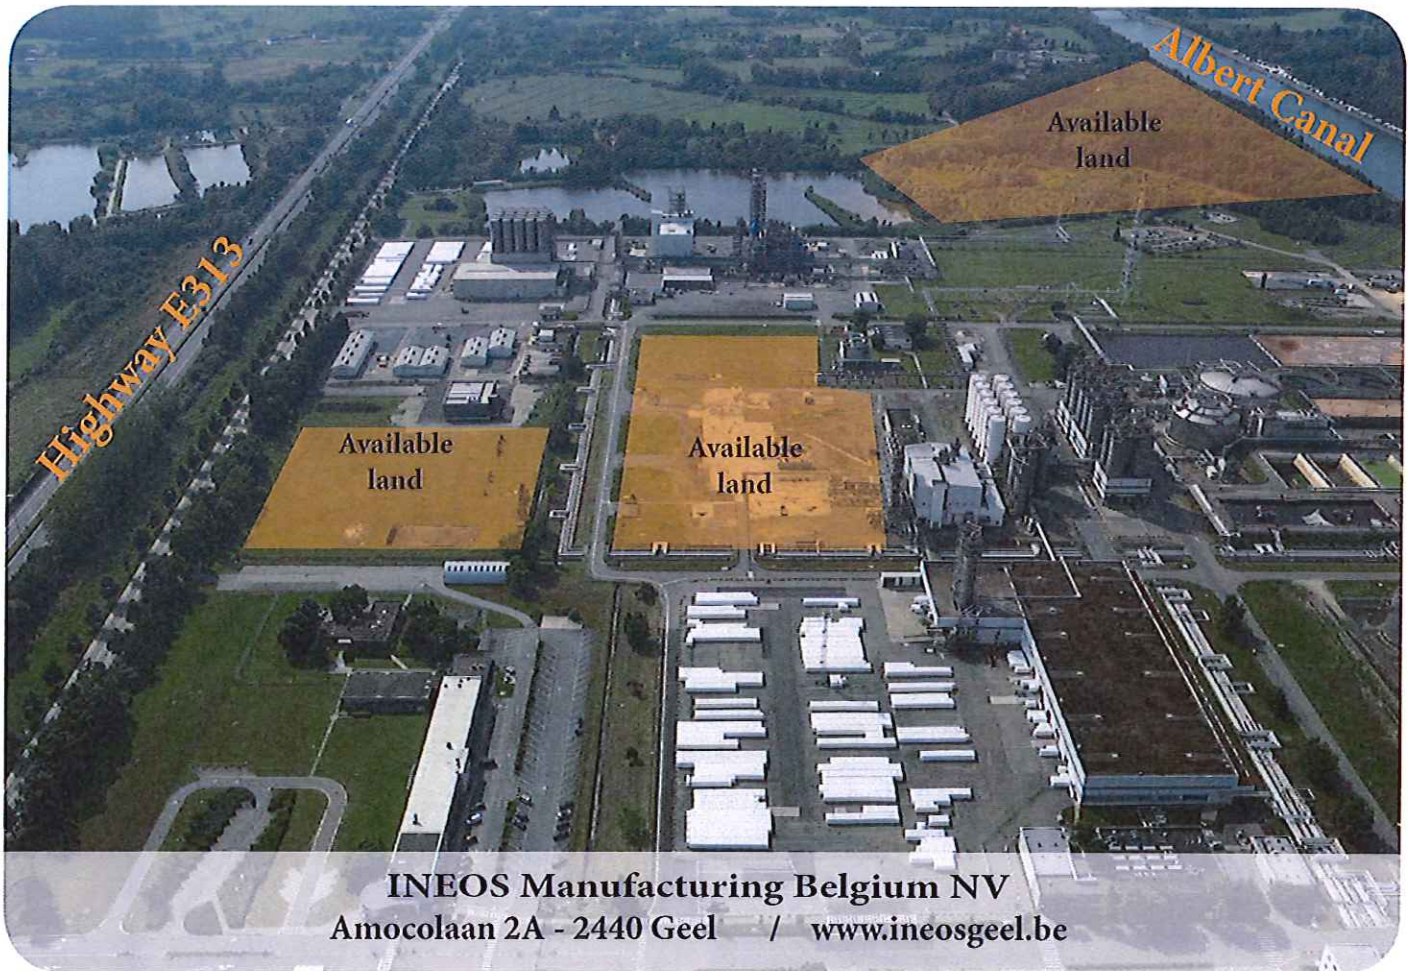 Albert Canal
Available
land
Highway E313
Available
land
Available
land
INEOS Manufacturing Belgium NV
Amocolaan 2A - 2440 Geel / www.ineosgeel.be